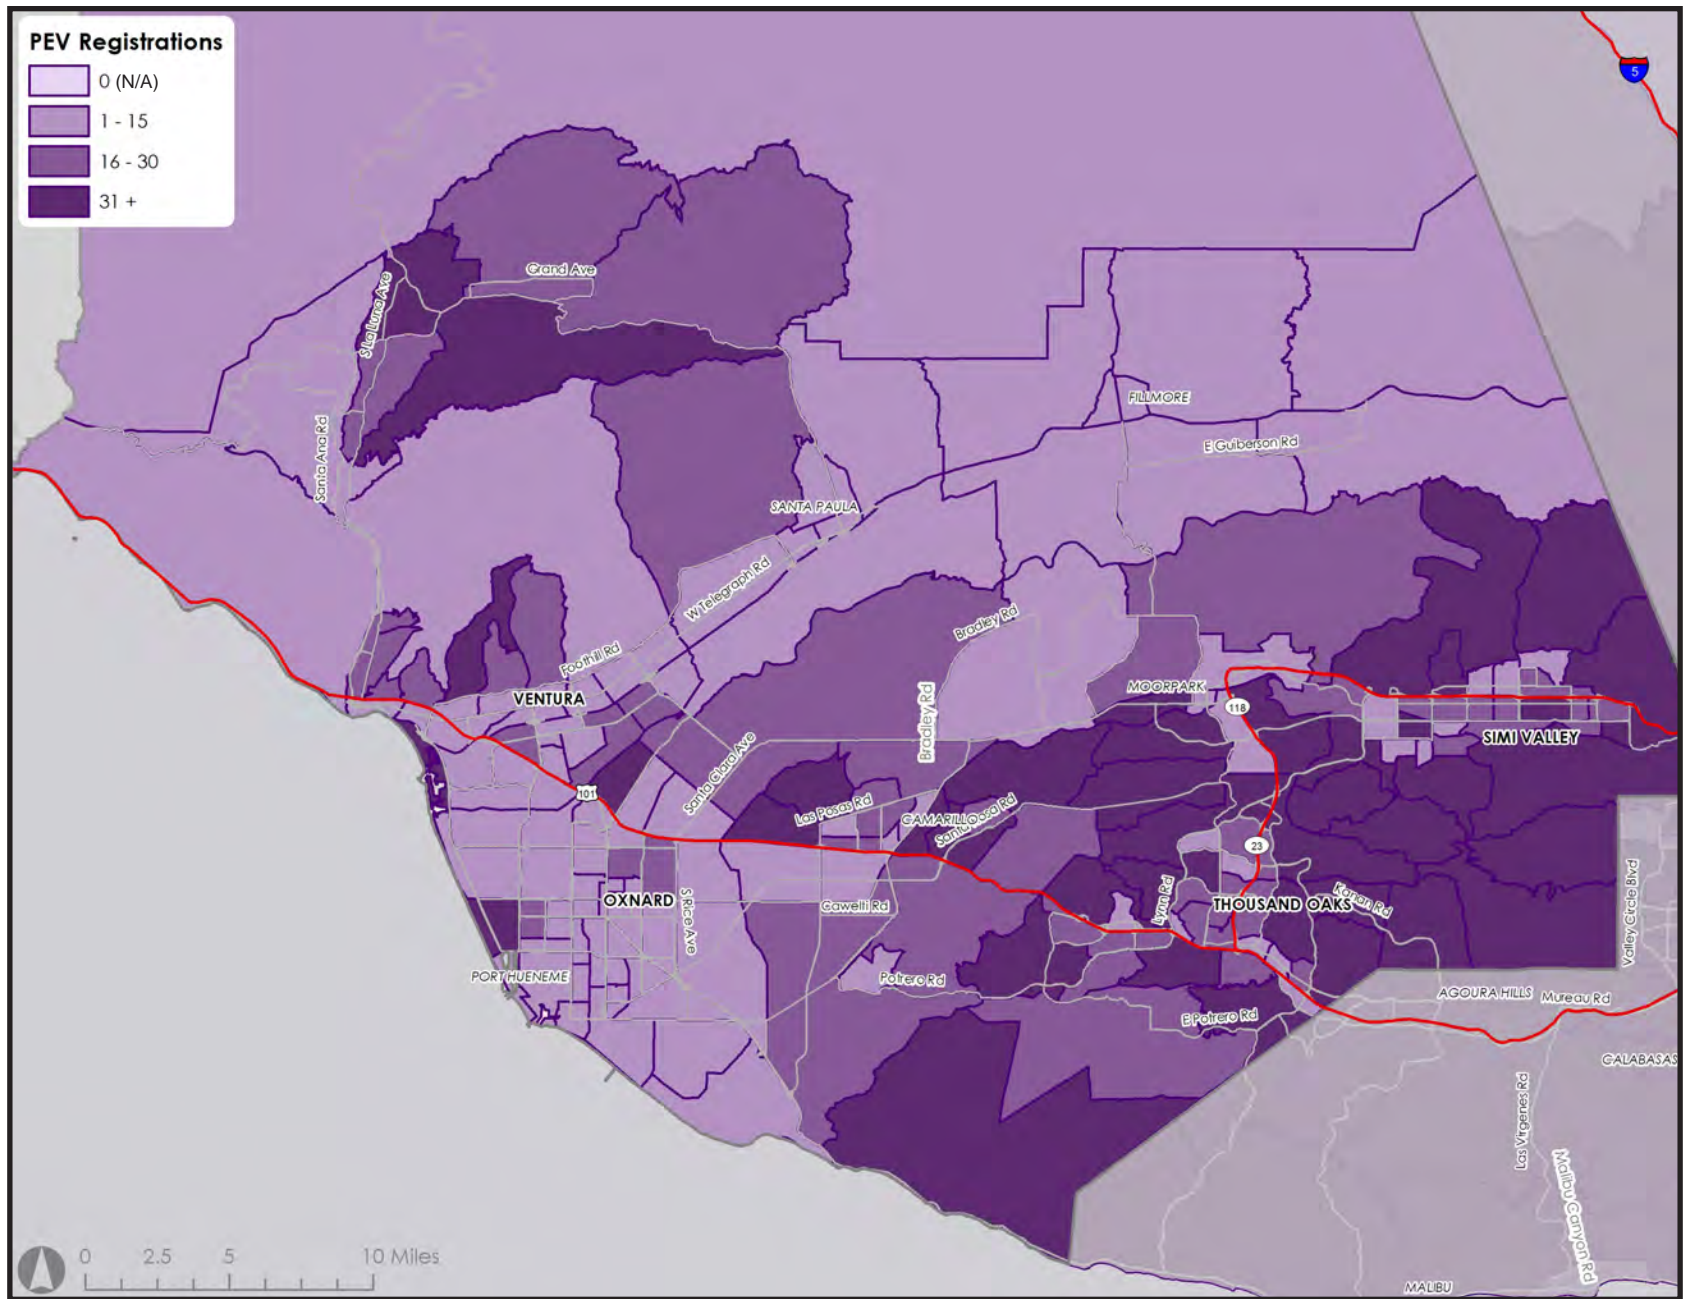 PEV Registrations
0 (N/A)
1 - 15
16 - 30
31 +
5
Grand Ave
S La Luna Ave
FILLMORE
E Guiberson Rd
Santa Ana Rd
SANTA PAULA
W Telegraph Rd
Bradley Rd
Foothill Rd
VENTURA
MOORPARK
118
Bradley Rd
SIMI VALLEY
Santa Clara Ave
101
Las Posas Rd
CAMARILLO
Santa Rosa Rd
23
OXNARD
S Rice Ave
Cawelti Rd
Lynn Rd
THOUSAND OAKS
Kanan Rd
Valley Circle Blvd
PORT HUENEME
Potrero Rd
AGOURA HILLS
Mureau Rd
E Potrero Rd
CALABASAS
Las Virgenes Rd
Malibu Canyon Rd
0 2.5 5 10 Miles
MALIBU